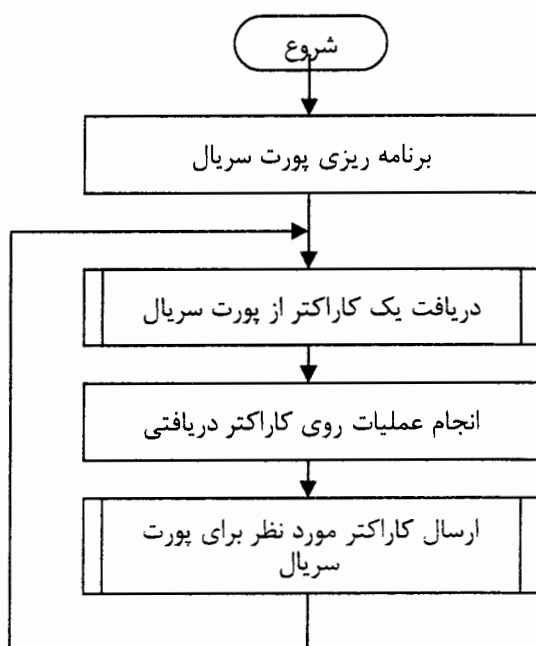 شروع
برنامه ریزی پورت سریال
دریافت یک کاراکتر از پورت سریال
انجام عملیات روی کاراکتر دریافتی
ارسال کاراکتر مورد نظر برای پورت
سریال